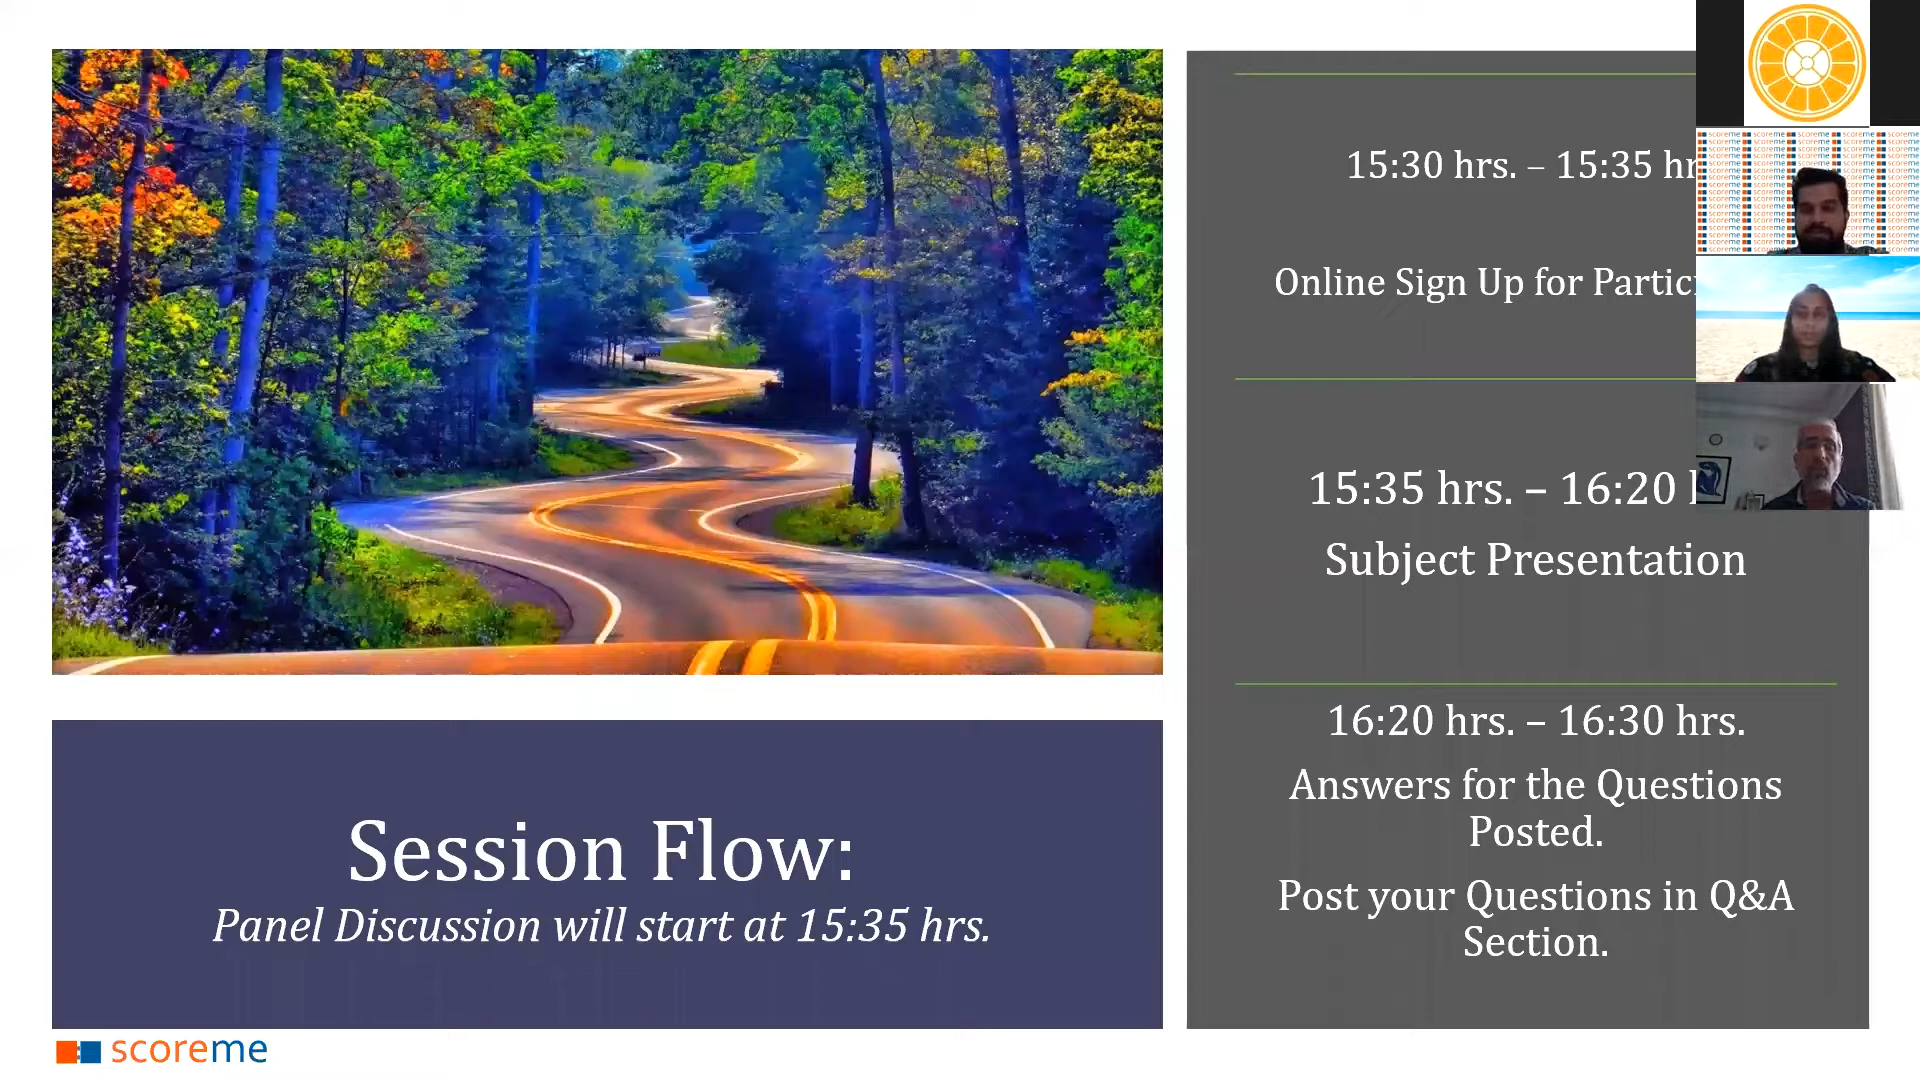 15:30 hrs. – 15:35
Online Sign Up for
15:35 hrs. – 16:20
Subject Presentation
16:20 hrs. – 16:30 hrs.
Answers for the Questions
Posted.
Post your Questions in Q&A
Section.
Session Flow:
Panel Discussion will start at 15:35 hrs.
scoreme